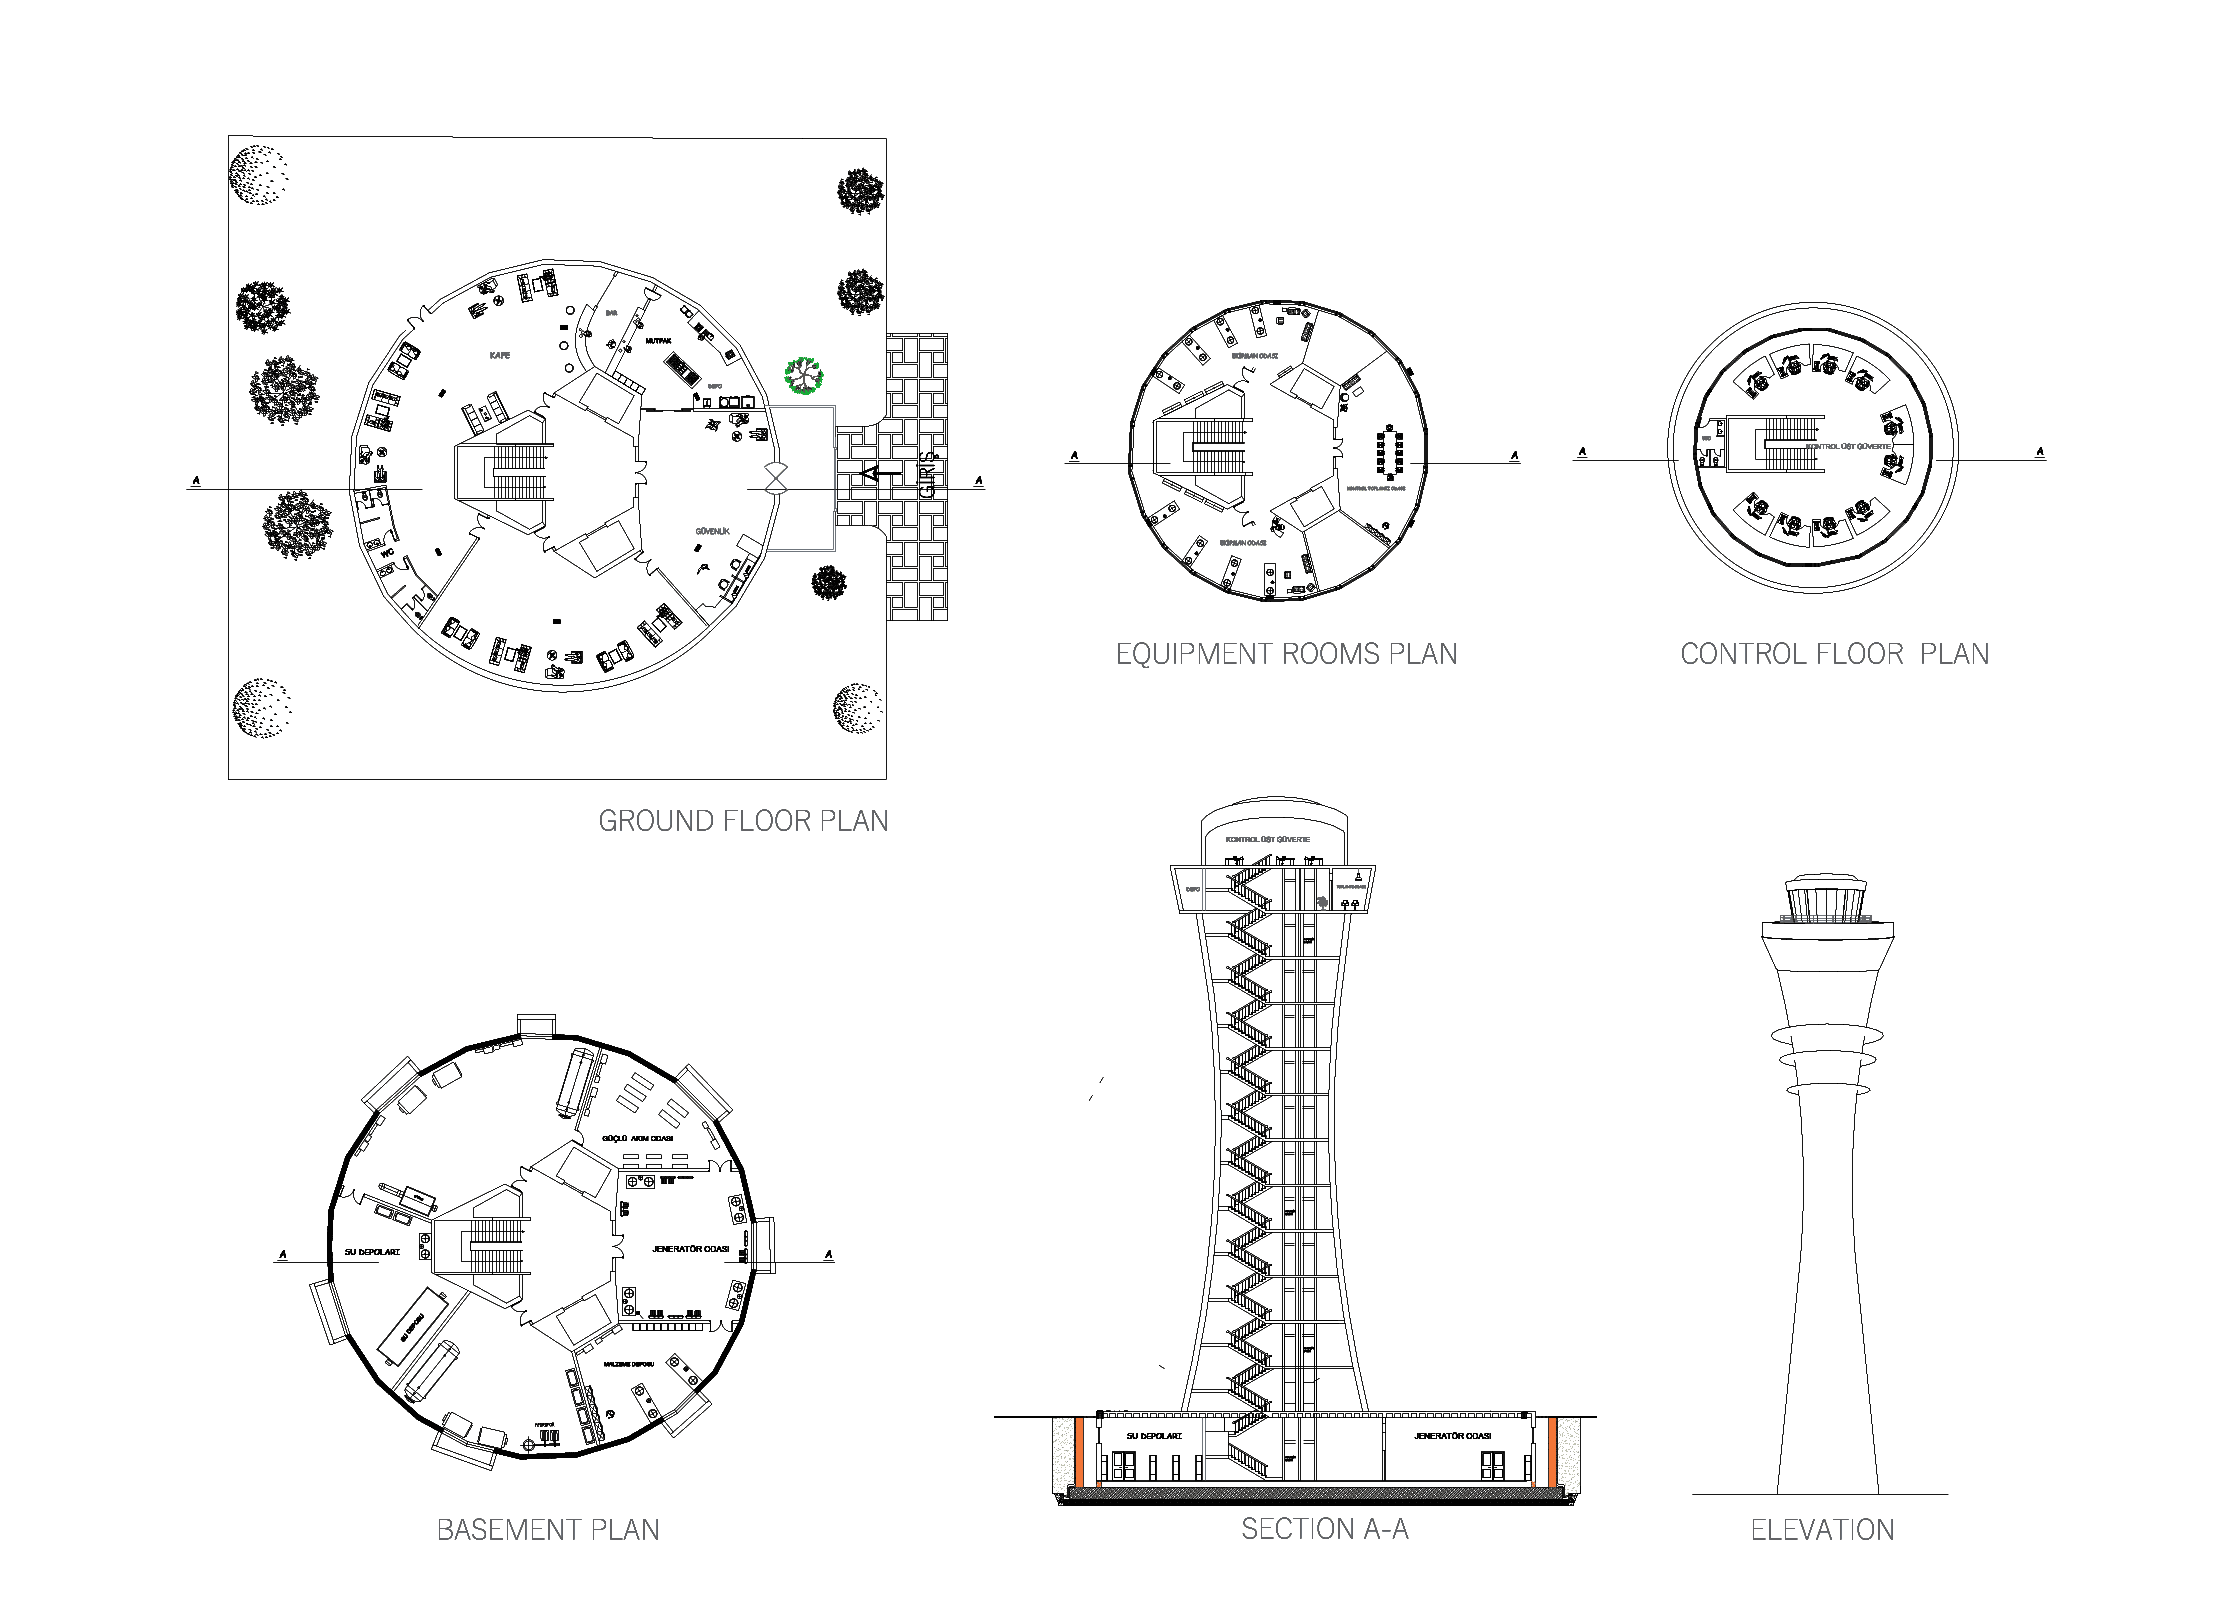 BAR
KAFE
MUTFAK
DEPO
A
A
GİRİŞ
GÜVENLİK
WC
GROUND FLOOR PLAN
EKİPMAN ODASI
A
A
KONTROL TOPLANTI ODASI
EKİPMAN ODASI
EQUIPMENT ROOMS PLAN
WC
KONTROL ÜST GÜVERTE
A
A
CONTROL FLOOR PLAN
GÜÇLÜ AKIM ODASI
SU DEPOLARI
JENERATÖR ODASI
A
A
SU DEPOSU
MALZEME DEPOSU
BASEMENT PLAN
KONTROL ÜST GÜVERTE
DEPO
SU DEPOLARI
JENERATÖR ODASI
SECTION A-A
ELEVATION